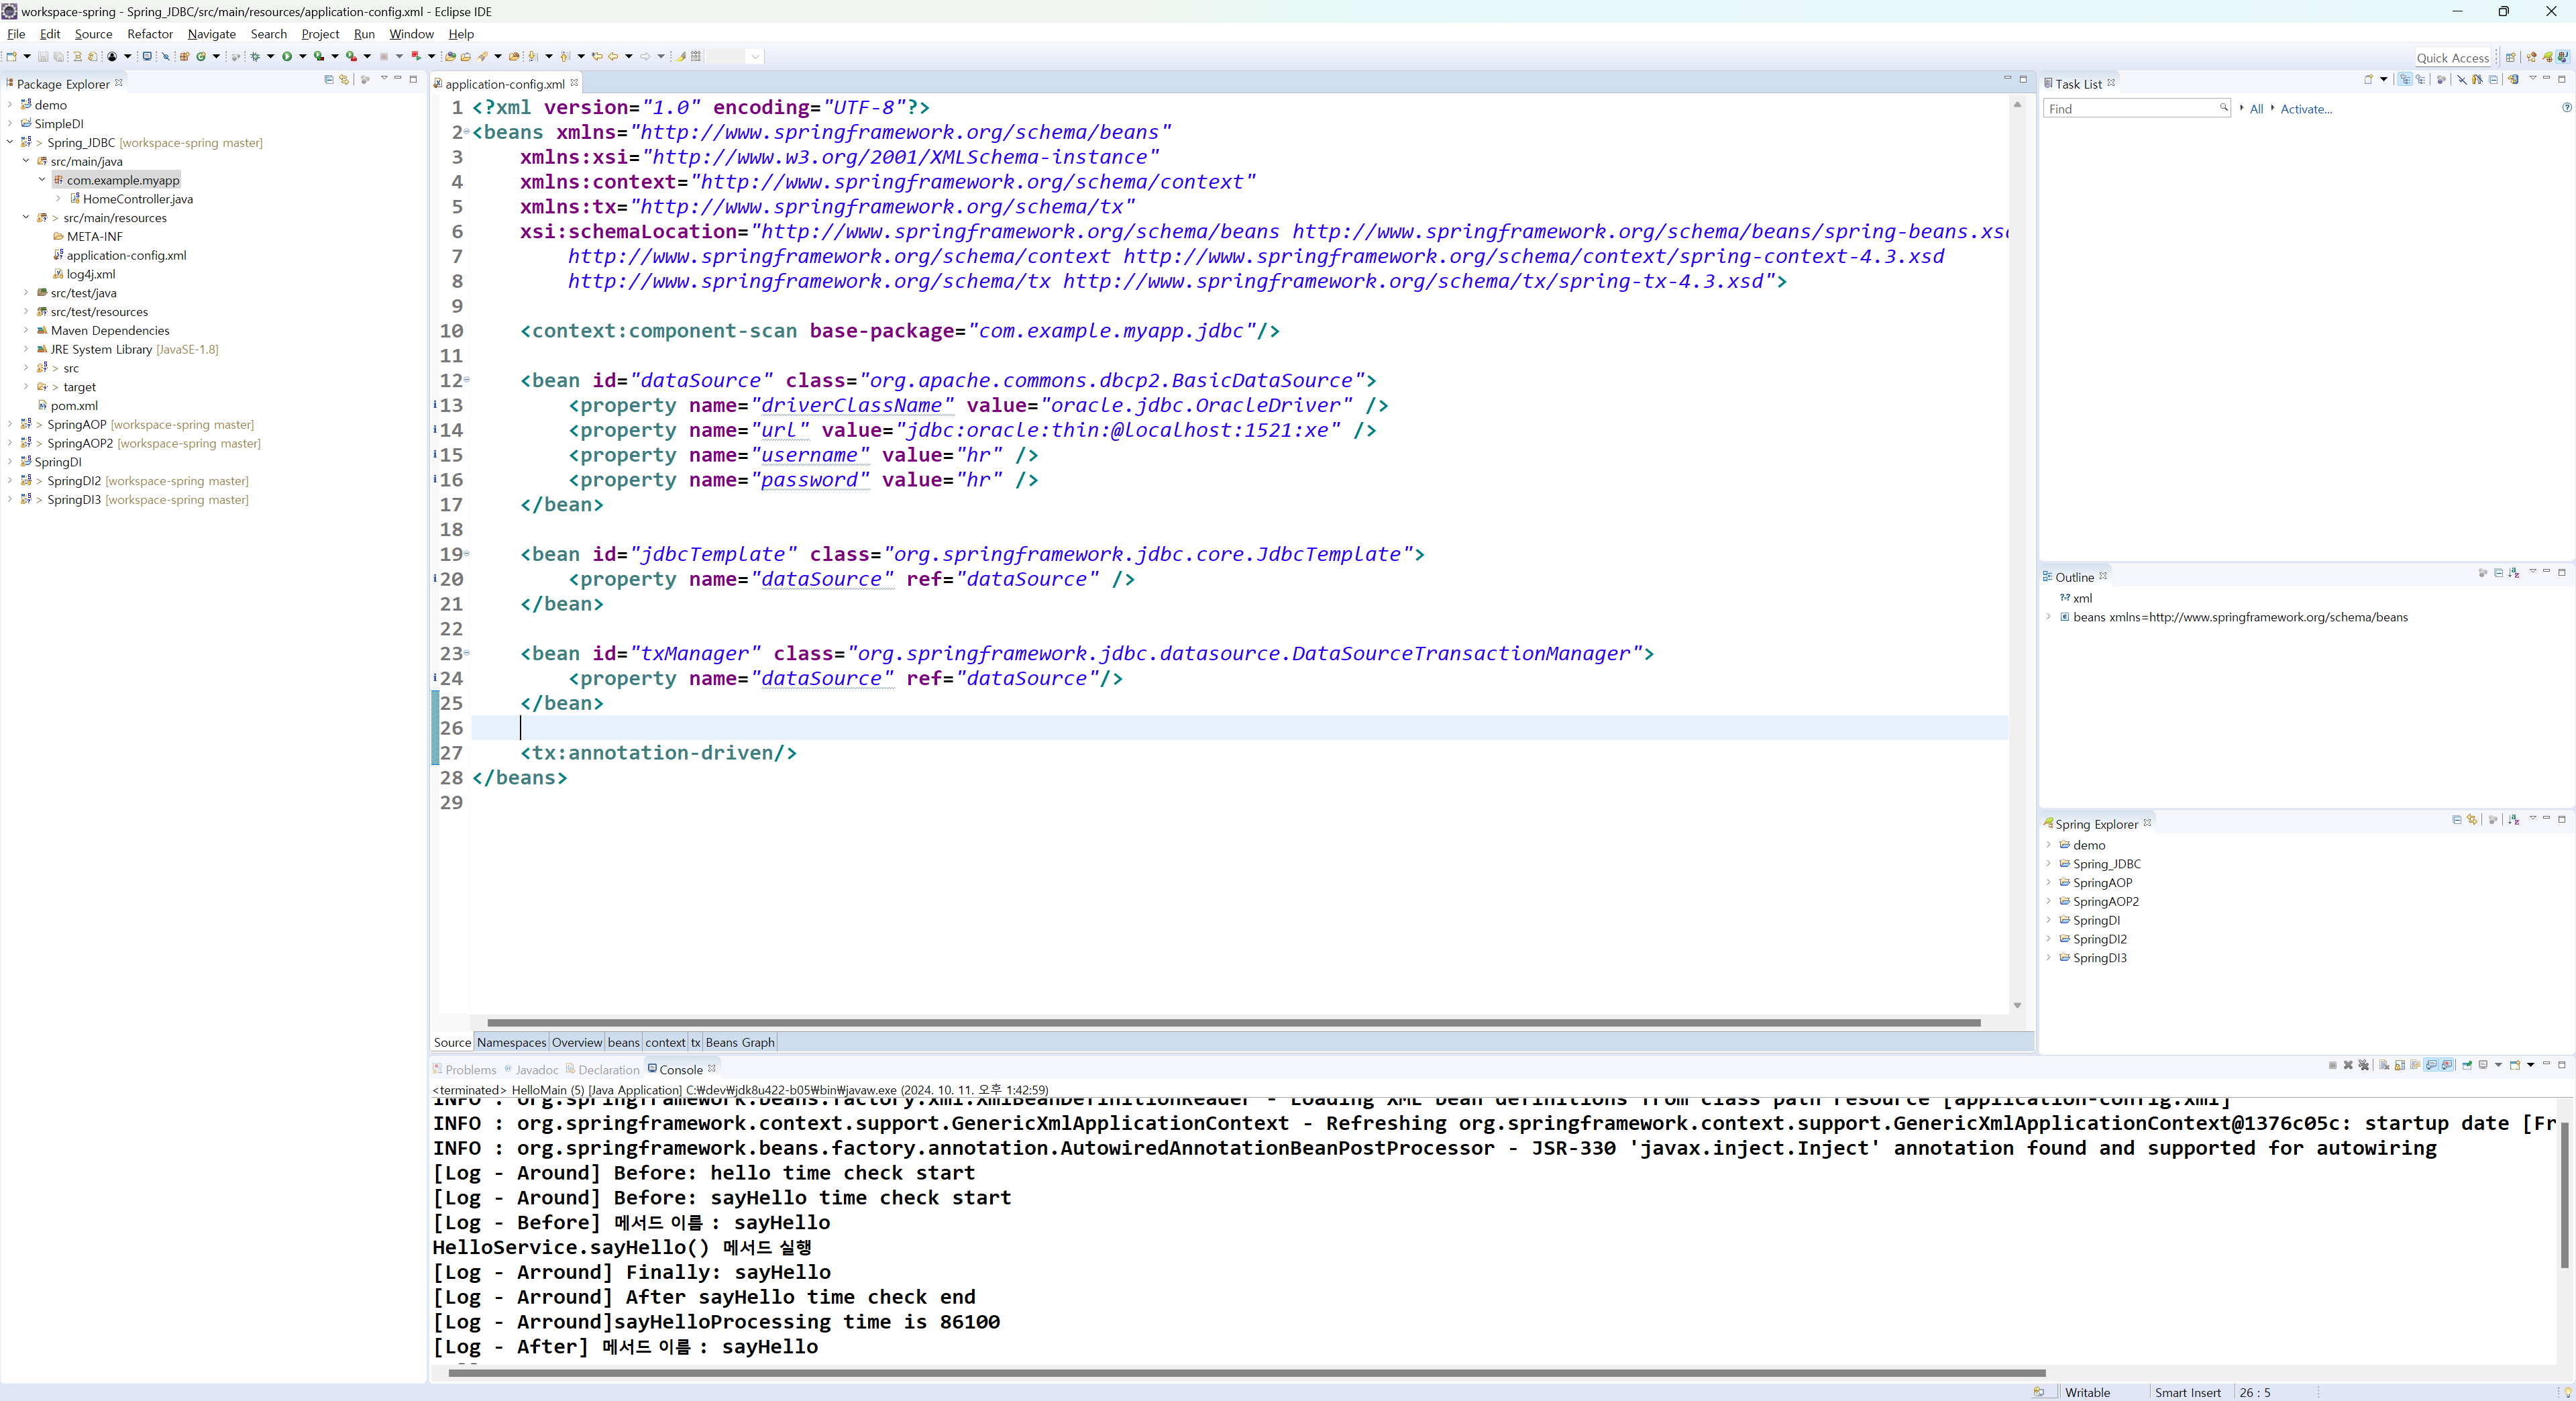 workspace-spring - Spring_JDBC/src/main/resources/application-config.xml - Eclipse IDE
File Edit Source Refactor Navigate Search Project Run Window Help
Quick Access
Package Explorer
demo
SimpleDI
> Spring_JDBC [workspace-spring master]
src/main/java
com.example.myapp
HomeController.java
> src/main/resources
META-INF
application-config.xml
log4j.xml
src/test/java
src/test/resources
Maven Dependencies
JRE System Library [JavaSE-1.8]
> src
> target
pom.xml
> SpringAOP [workspace-spring master]
> SpringAOP2 [workspace-spring master]
SpringDI
> SpringDI2 [workspace-spring master]
> SpringDI3 [workspace-spring master]
application-config.xml
1 <?xml version="1.0" encoding="UTF-8"?>
2 <beans xmlns="http://www.springframework.org/schema/beans"
3 xmlns:xsi="http://www.w3.org/2001/XMLSchema-instance"
4 xmlns:context="http://www.springframework.org/schema/context"
5 xmlns:tx="http://www.springframework.org/schema/tx"
6 xsi:schemaLocation="http://www.springframework.org/schema/beans http://www.springframework.org/schema/beans/spring-beans.xs
7 http://www.springframework.org/schema/context http://www.springframework.org/schema/context/spring-context-4.3.xsd
8 http://www.springframework.org/schema/tx http://www.springframework.org/schema/tx/spring-tx-4.3.xsd">
9
10 <context:component-scan base-package="com.example.myapp.jdbc"/>
11
12 <bean id="dataSource" class="org.apache.commons.dbcp2.BasicDataSource">
13 <property name="driverClassName" value="oracle.jdbc.OracleDriver" />
14 <property name="url" value="jdbc:oracle:thin:@localhost:1521:xe" />
15 <property name="username" value="hr" />
16 <property name="password" value="hr" />
17 </bean>
18
19 <bean id="jdbcTemplate" class="org.springframework.jdbc.core.JdbcTemplate">
20 <property name="dataSource" ref="dataSource" />
21 </bean>
22
23 <bean id="txManager" class="org.springframework.jdbc.datasource.DataSourceTransactionManager">
24 <property name="dataSource" ref="dataSource"/>
25 </bean>
26
27 <tx:annotation-driven/>
28 </beans>
29
Source Namespaces Overview beans context tx Beans Graph
Task List
Find All Activate...
Outline
xml
beans xmlns=http://www.springframework.org/schema/beans
Spring Explorer
demo
Spring_JDBC
SpringAOP
SpringAOP2
SpringDI
SpringDI2
SpringDI3
Problems Javadoc Declaration Console
<terminated> HelloMain (5) [Java Application] C:₩dev₩jdk8u422-b05₩bin₩javaw.exe (2024. 10. 11. 오후 1:42:59)
INFO : org.springframework.beans.factory.xml.XmlBeanDefinitionReader - Loading XML bean definitions from class path resource [application-config.xml]
INFO : org.springframework.context.support.GenericXmlApplicationContext - Refreshing org.springframework.context.support.GenericXmlApplicationContext@1376c05c: startup date [Fr
INFO : org.springframework.beans.factory.annotation.AutowiredAnnotationBeanPostProcessor - JSR-330 'javax.inject.Inject' annotation found and supported for autowiring
[Log - Around] Before: hello time check start
[Log - Around] Before: sayHello time check start
[Log - Before] 메서드 이름 : sayHello
HelloService.sayHello() 메서드 실행
[Log - Arround] Finally: sayHello
[Log - Arround] After sayHello time check end
[Log - Arround]sayHelloProcessing time is 86100
[Log - After] 메서드 이름 : sayHello
Writable Smart Insert 26 : 5